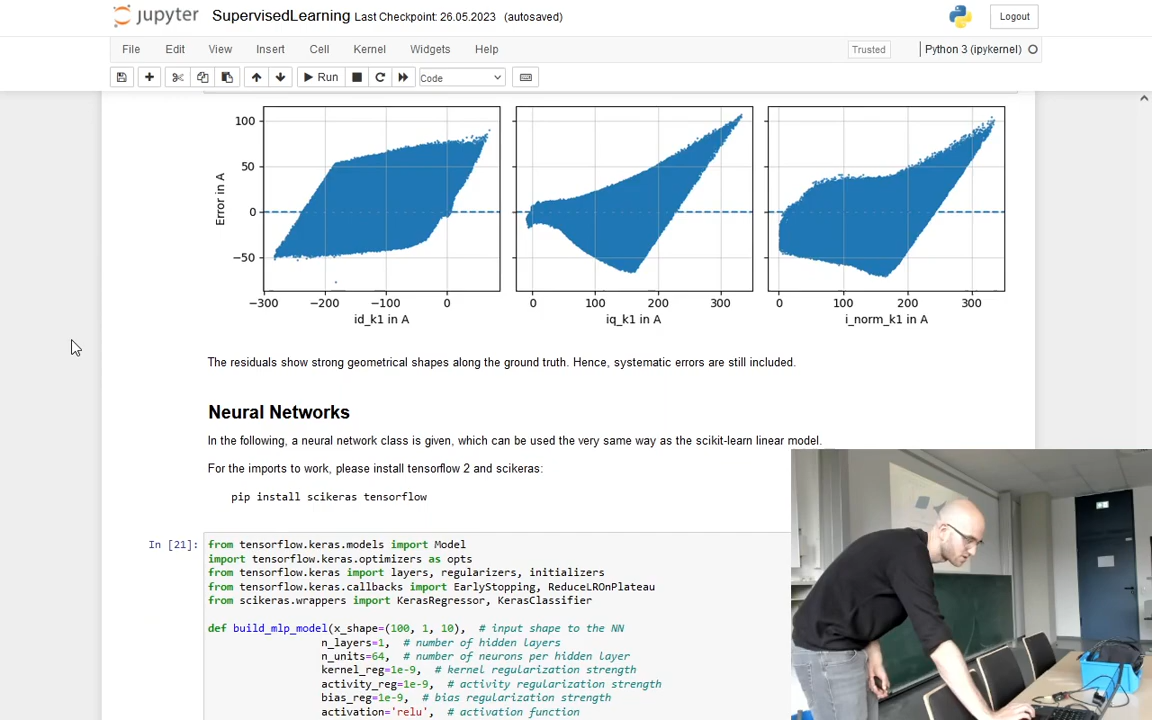 jupyter SupervisedLearning Last Checkpoint: 26.05.2023 (autosaved)
Logout
File Edit View Insert Cell Kernel Widgets Help
Trusted
Python 3 (ipykernel)
Run
Code
100
50
0
−50
Error in A
−300 −200 −100 0
id_k1 in A
0 100 200 300
iq_k1 in A
0 100 200 300
i_norm_k1 in A
The residuals show strong geometrical shapes along the ground truth. Hence, systematic errors are still included.
Neural Networks
In the following, a neural network class is given, which can be used the very same way as the scikit-learn linear model.
For the imports to work, please install tensorflow 2 and scikeras:
pip install scikeras tensorflow
In [21]:
from tensorflow.keras.models import Model
import tensorflow.keras.optimizers as opts
from tensorflow.keras import layers, regularizers, initializers
from tensorflow.keras.callbacks import EarlyStopping, ReduceLROnPlateau
from scikeras.wrappers import KerasRegressor, KerasClassifier
def build_mlp_model(x_shape=(100, 1, 10), # input shape to the NN
n_layers=1, # number of hidden layers
n_units=64, # number of neurons per hidden layer
kernel_reg=1e-9, # kernel regularization strength
activity_reg=1e-9, # activity regularization strength
bias_reg=1e-9, # bias regularization strength
activation='relu', # activation function